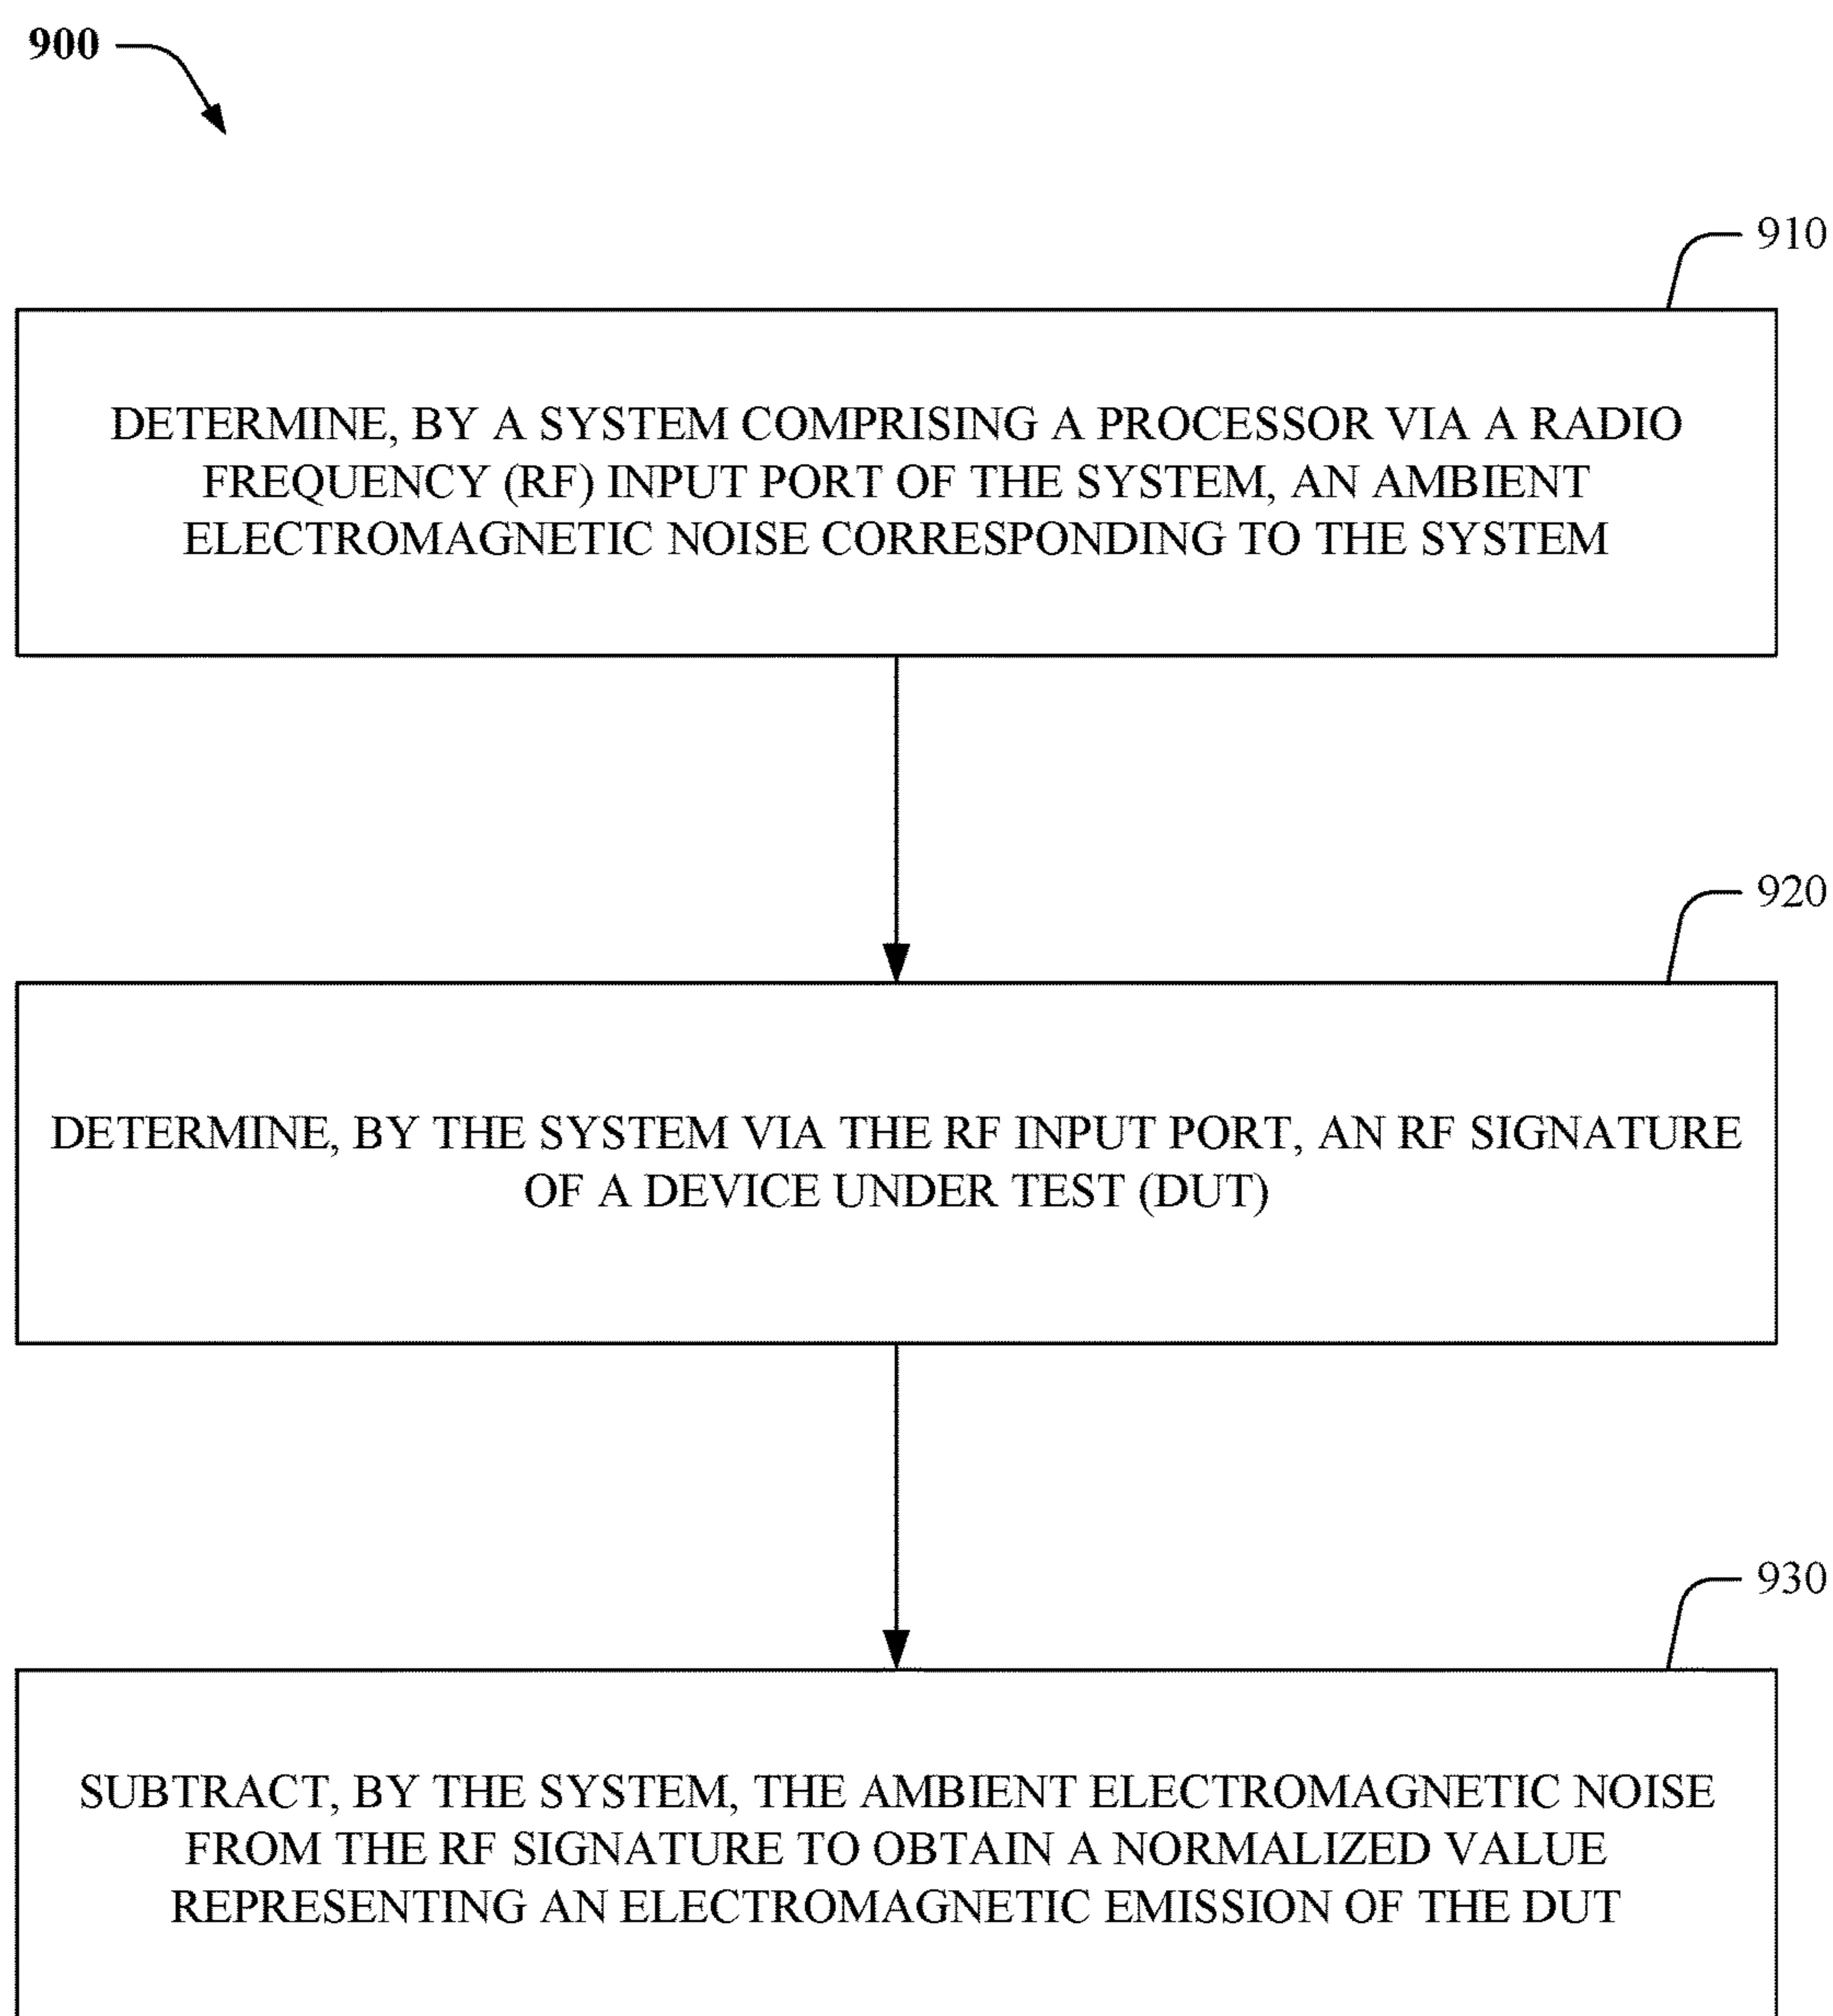 900
910
DETERMINE, BY A SYSTEM COMPRISING A PROCESSOR VIA A RADIO
FREQUENCY (RF) INPUT PORT OF THE SYSTEM, AN AMBIENT
ELECTROMAGNETIC NOISE CORRESPONDING TO THE SYSTEM
920
DETERMINE, BY THE SYSTEM VIA THE RF INPUT PORT, AN RF SIGNATURE
OF A DEVICE UNDER TEST (DUT)
930
SUBTRACT, BY THE SYSTEM, THE AMBIENT ELECTROMAGNETIC NOISE
FROM THE RF SIGNATURE TO OBTAIN A NORMALIZED VALUE
REPRESENTING AN ELECTROMAGNETIC EMISSION OF THE DUT